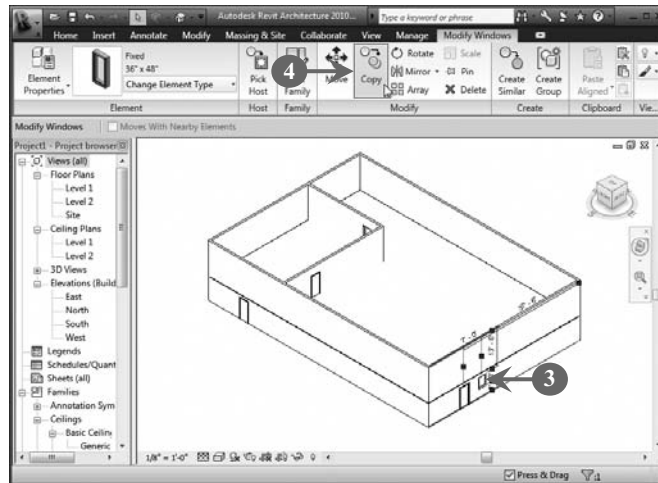 Autodesk Revit Architecture 2010...
Type a keyword or phrase
Home Insert Annotate Modify Massing & Site Collaborate View Manage Modify Windows
Fixed
36" x 48"
Change Element Type
Element Properties
Pick Host
Family
Move
Copy
Rotate
Scale
Mirror
Pin
Array
Delete
Create Similar
Create Group
Paste Aligned
Element
Host
Family
Modify
Create
Clipboard
Vie...
4
Modify Windows
Moves With Nearby Elements
Project1 - Project browser
Views (all)
Floor Plans
Level 1
Level 2
Site
Ceiling Plans
Level 1
Level 2
3D Views
Elevations (Build
East
North
South
West
Legends
Schedules/Quant
Sheets (all)
Families
Annotation Sym
Ceilings
Basic Ceilin
Generic
3
1/8" = 1'-0"
Press & Drag
:1